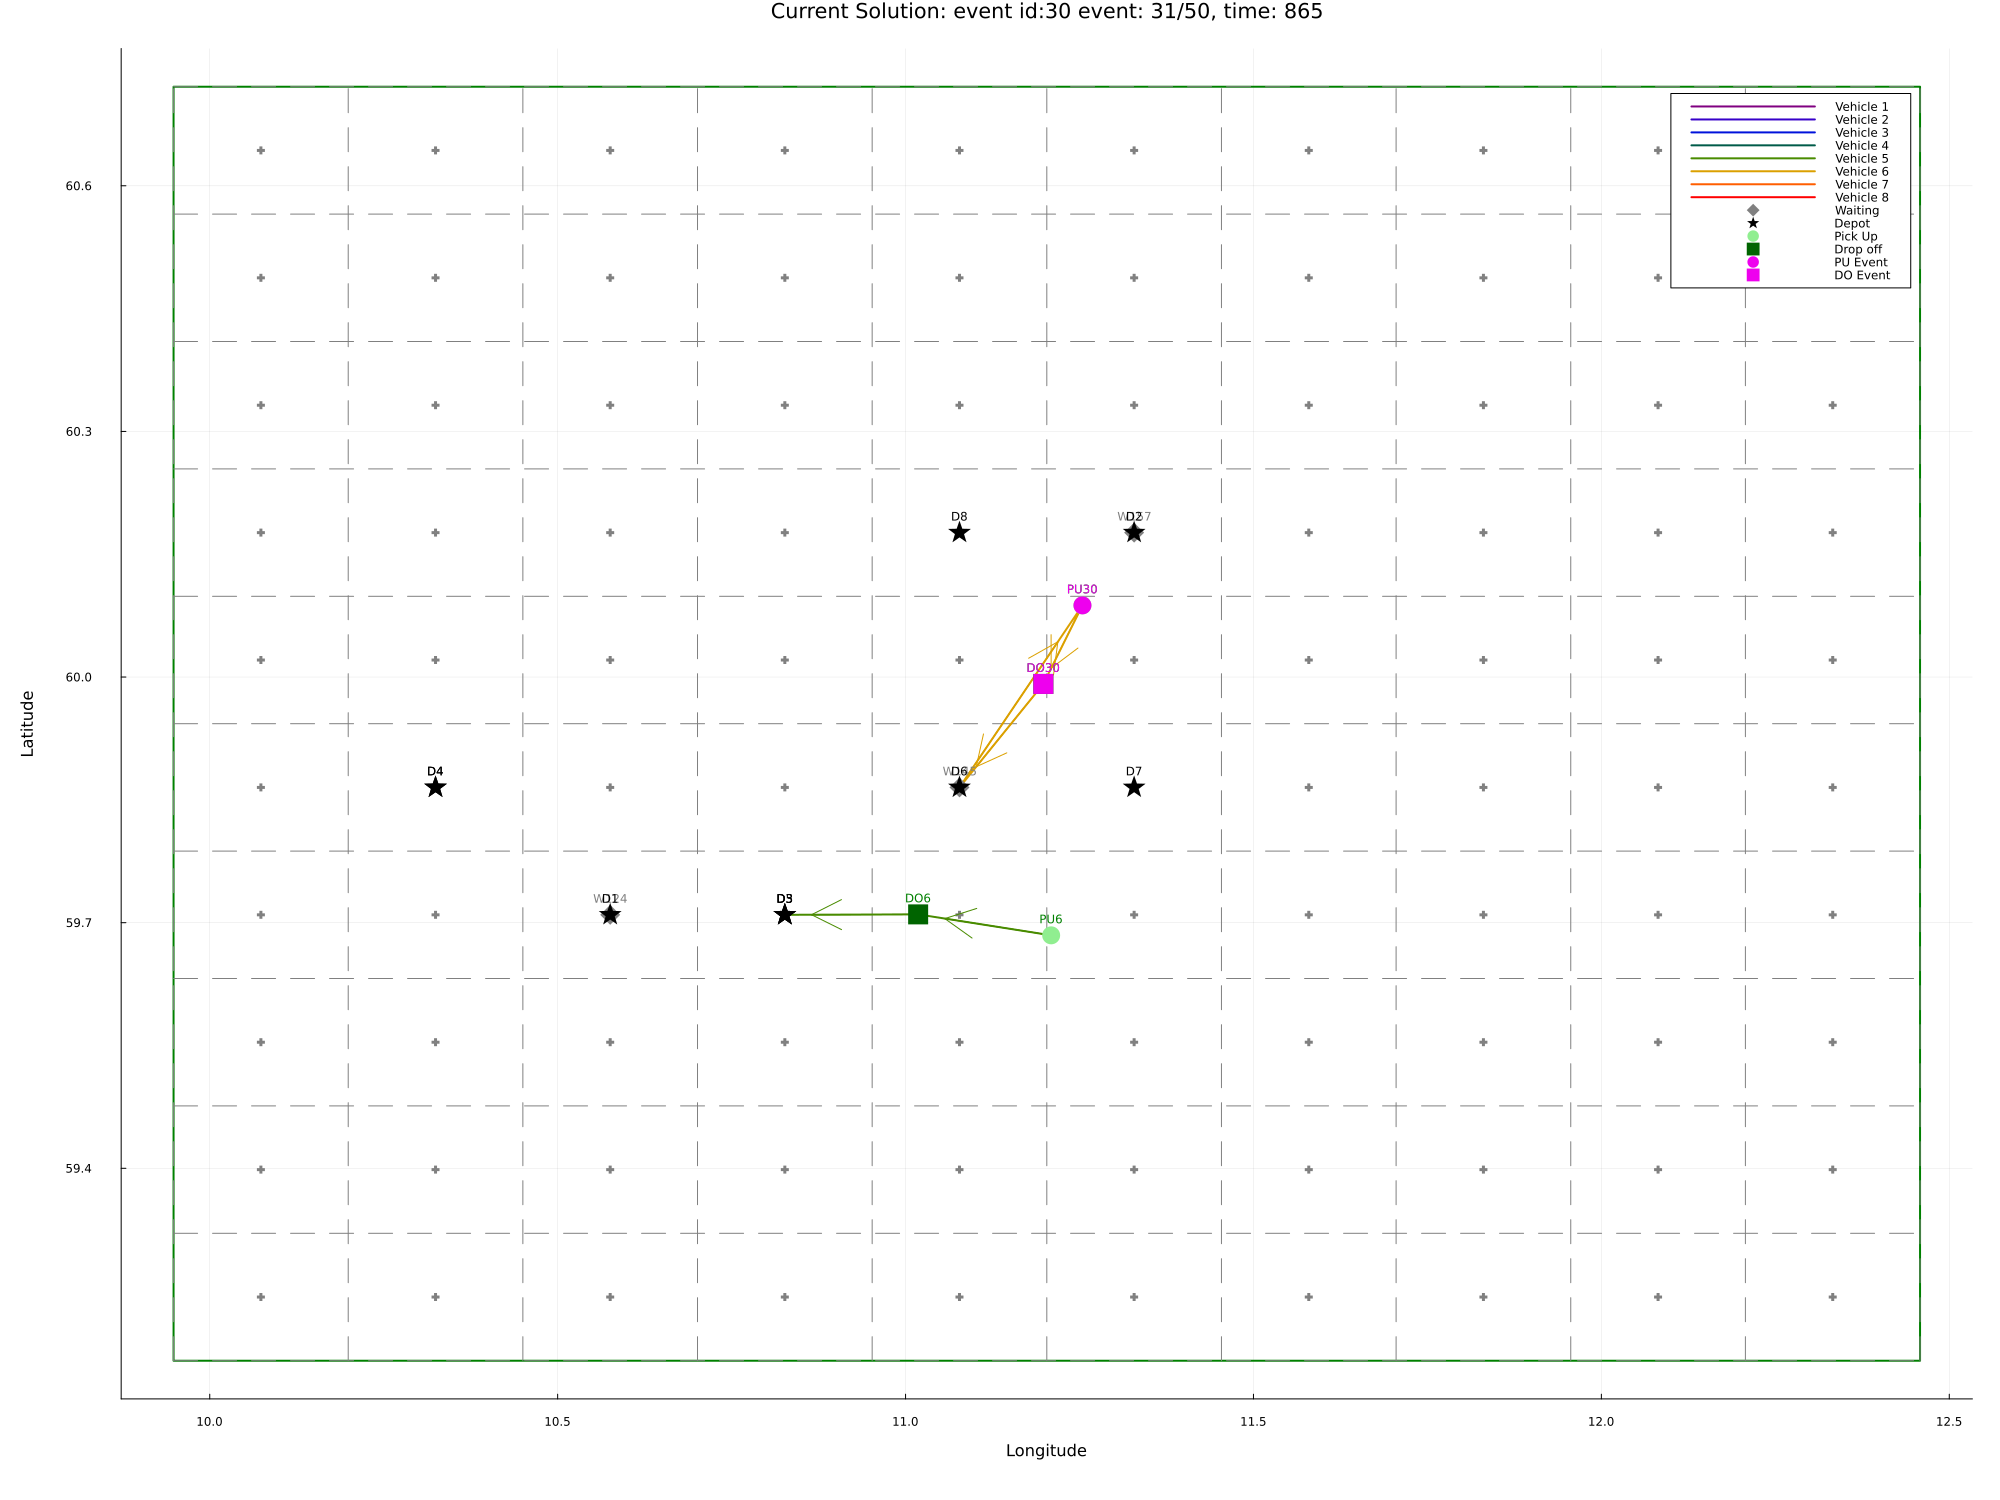 Current Solution: event id:30 event: 31/50, time: 865
Vehicle 1
Vehicle 2
Vehicle 3
Vehicle 4
Vehicle 5
Vehicle 6
Vehicle 7
Vehicle 8
Waiting
Depot
Pick Up
Drop off
PU Event
DO Event
60.6
60.3
60.0
59.7
59.4
Latitude
D8
D2
PU30
DO30
D4
D6
D7
D1
DO6
PU6
10.0
10.5
11.0
11.5
12.0
12.5
Longitude